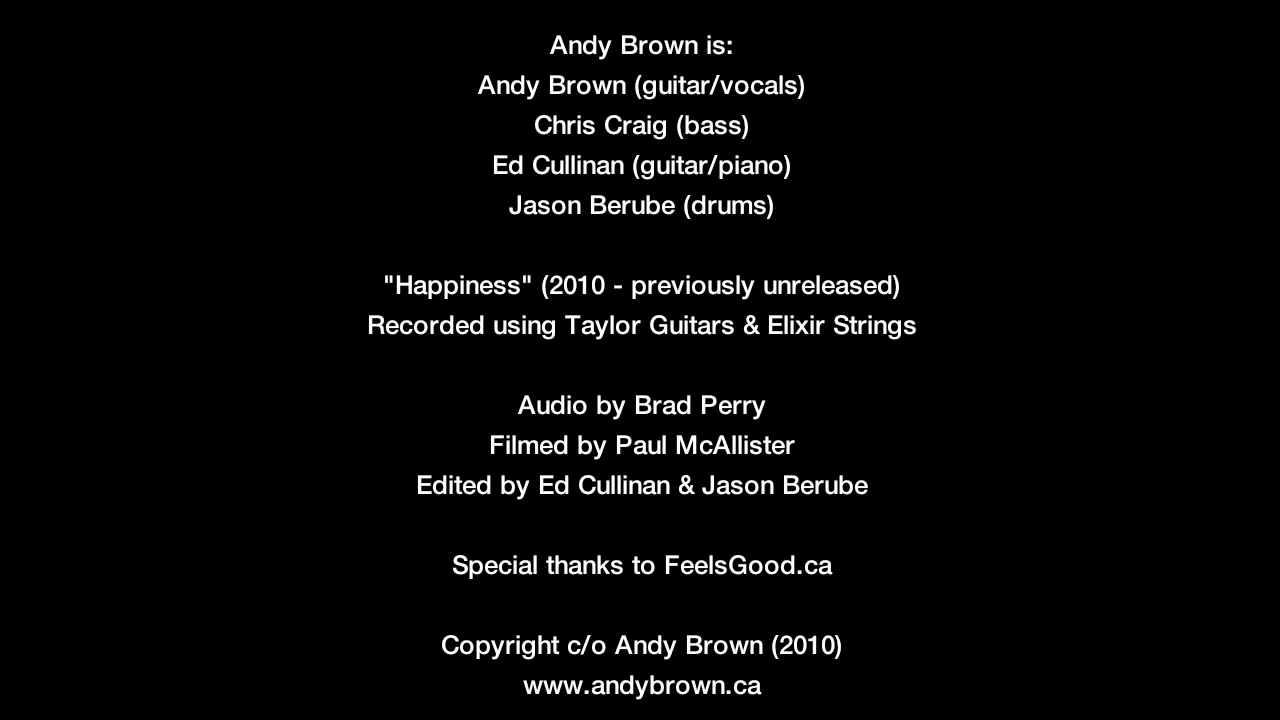 Andy Brown is:
Andy Brown (guitar/vocals)
Chris Craig (bass)
Ed Cullinan (guitar/piano)
Jason Berube (drums)
"Happiness" (2010 - previously unreleased)
Recorded using Taylor Guitars & Elixir Strings
Audio by Brad Perry
Filmed by Paul McAllister
Edited by Ed Cullinan & Jason Berube
Special thanks to FeelsGood.ca
Copyright c/o Andy Brown (2010)
www.andybrown.ca